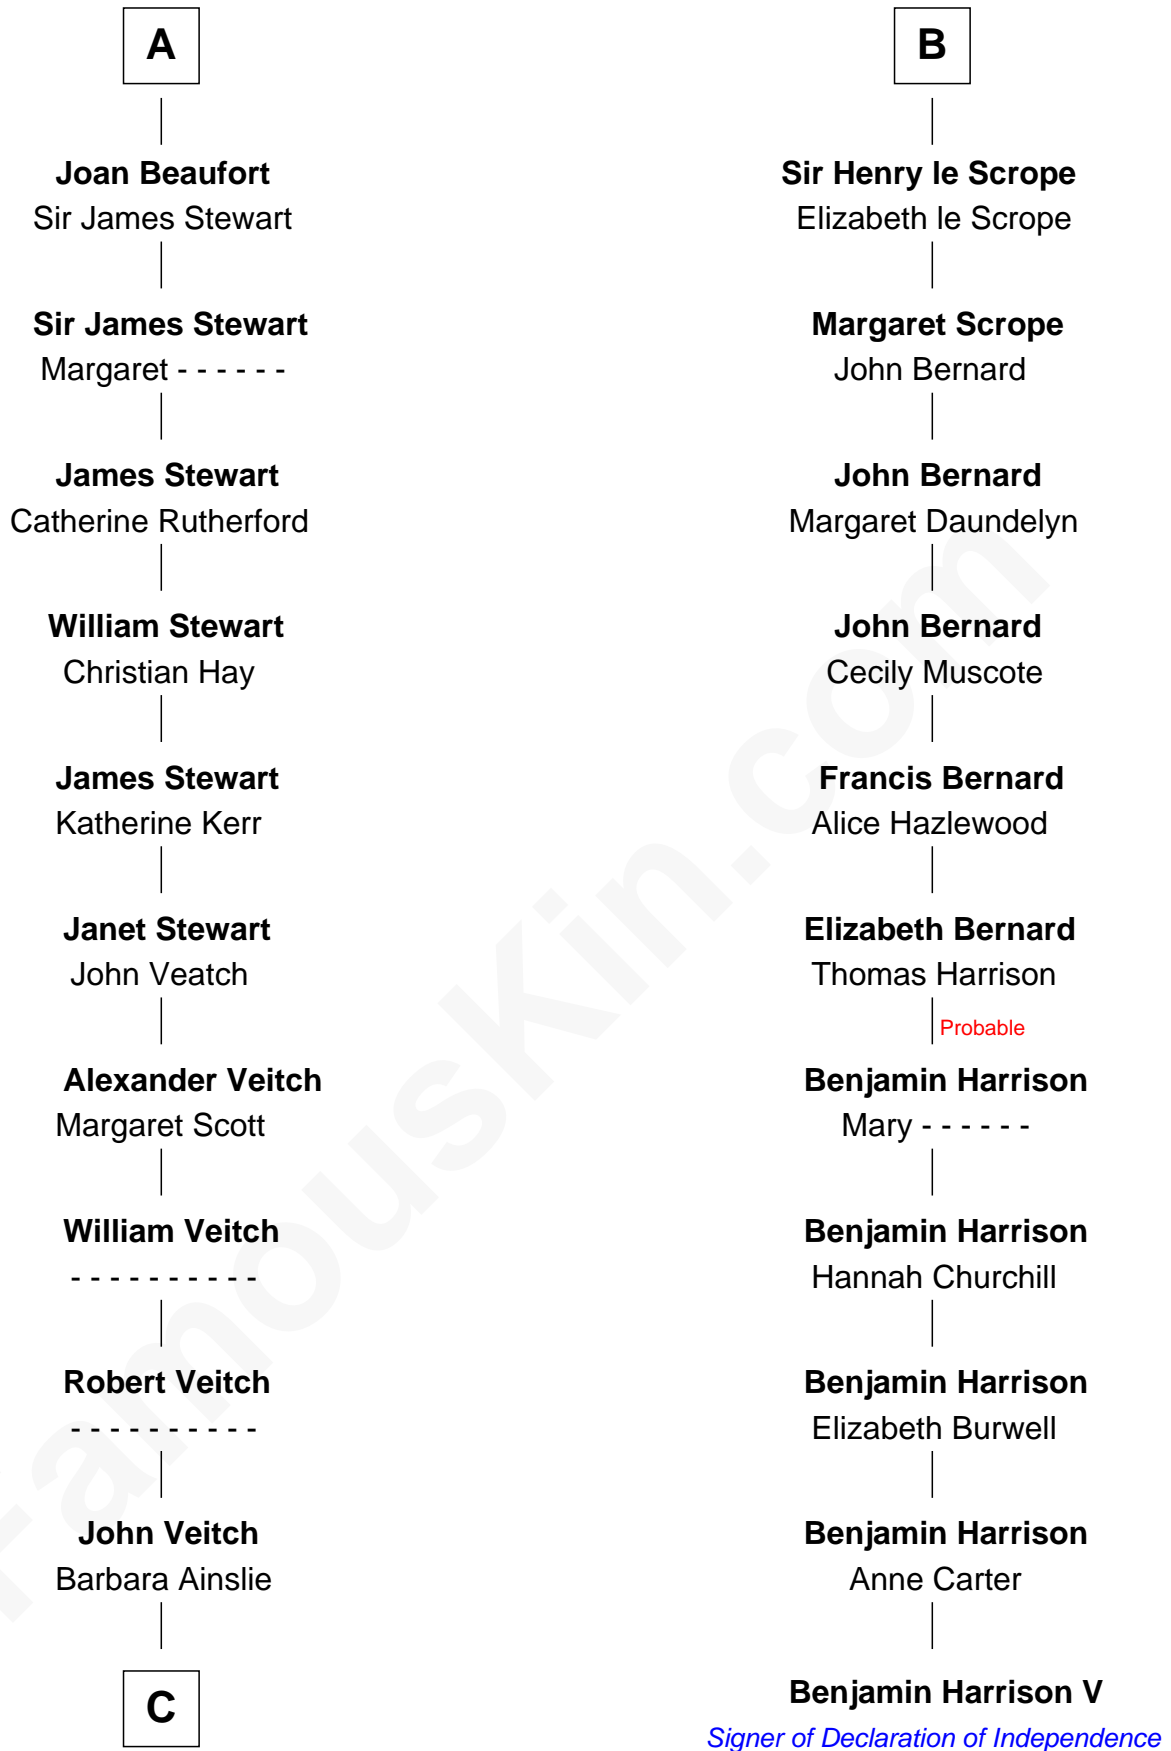 A
Joan Beaufort
Sir James Stewart
Sir James Stewart
Margaret - - - - - -
James Stewart
Catherine Rutherford
William Stewart
Christian Hay
James Stewart
Katherine Kerr
Janet Stewart
John Veatch
Alexander Veitch
Margaret Scott
William Veitch
- - - - - - - - - -
Robert Veitch
- - - - - - - - - -
John Veitch
Barbara Ainslie
C
B
Sir Henry le Scrope
Elizabeth le Scrope
Margaret Scrope
John Bernard
John Bernard
Margaret Daundelyn
John Bernard
Cecily Muscote
Francis Bernard
Alice Hazlewood
Elizabeth Bernard
Thomas Harrison
Probable
Benjamin Harrison
Mary - - - - - -
Benjamin Harrison
Hannah Churchill
Benjamin Harrison
Elizabeth Burwell
Benjamin Harrison
Anne Carter
Benjamin Harrison V
Signer of Declaration of Independence
FamousKin.com